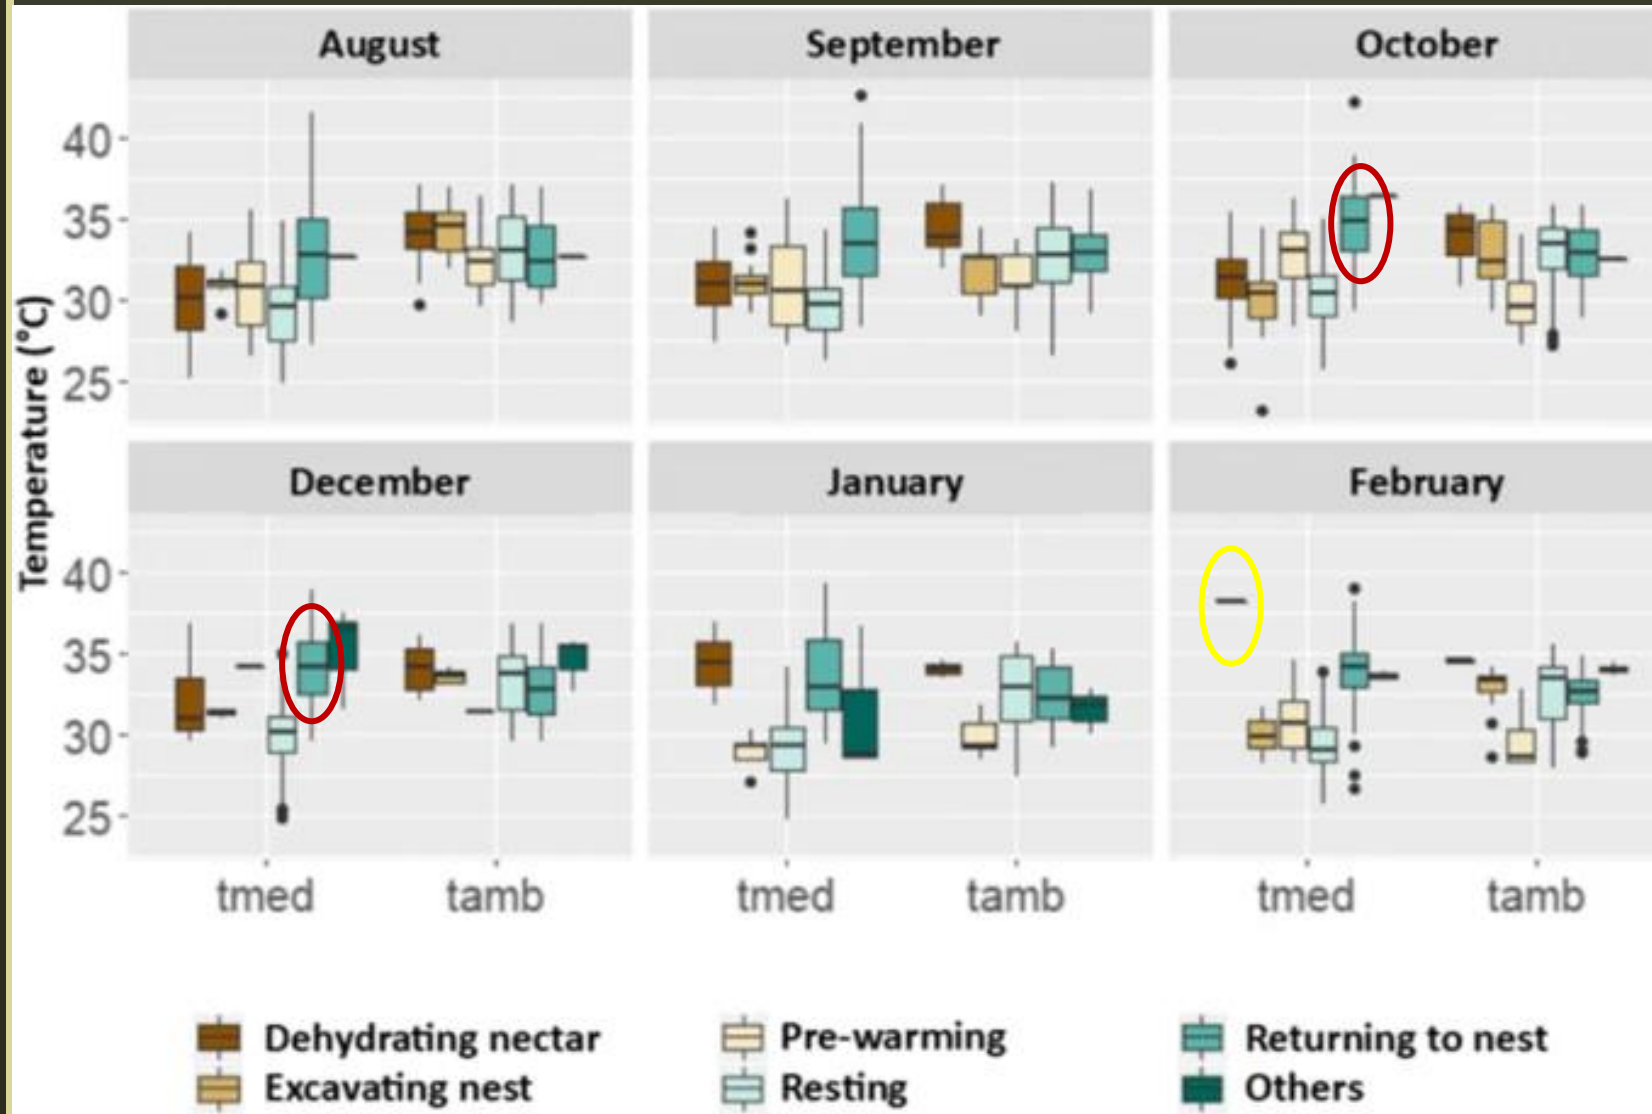 August September October
Temperature (°C)
40
35
30
25
December January February
40
35
30
25
tmed tamb tmed tamb tmed tamb
Dehydrating nectar Pre-warming Returning to nest
Excavating nest Resting Others